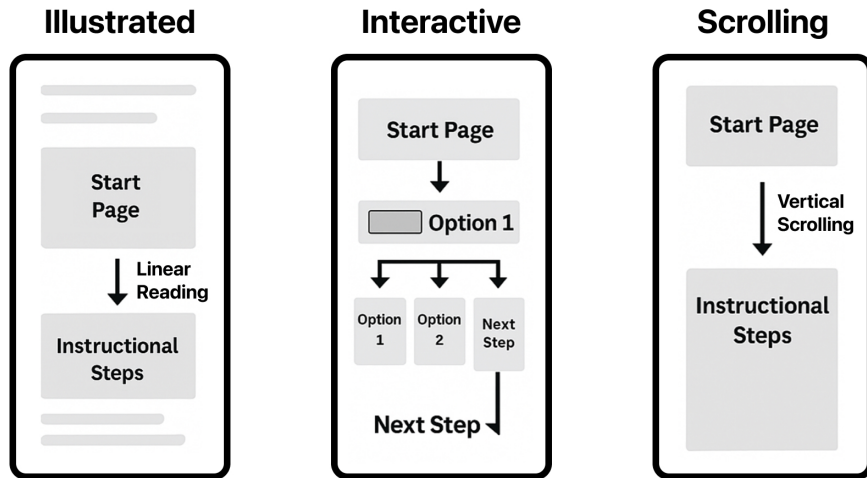 Illustrated
Interactive
Scrolling
Start
Page
Linear
Reading
Instructional
Steps
Start Page
Option 1
Option
1
Option
2
Next
Step
Next Step
Start Page
Vertical
Scrolling
Instructional
Steps